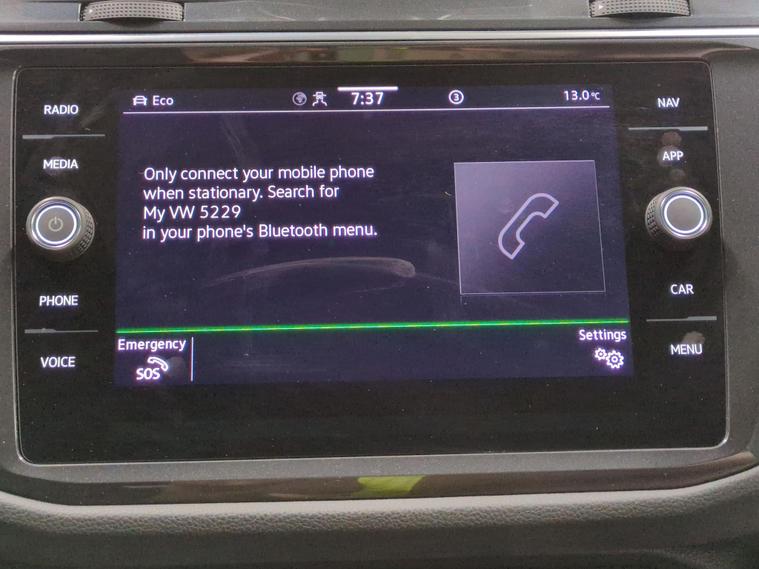 RADIO
MEDIA
PHONE
VOICE
Eco
7:37
3
13.0°C
Only connect your mobile phone
when stationary. Search for
My VW 5229
in your phone's Bluetooth menu.
Emergency
SOS
Settings
NAV
APP
CAR
MENU